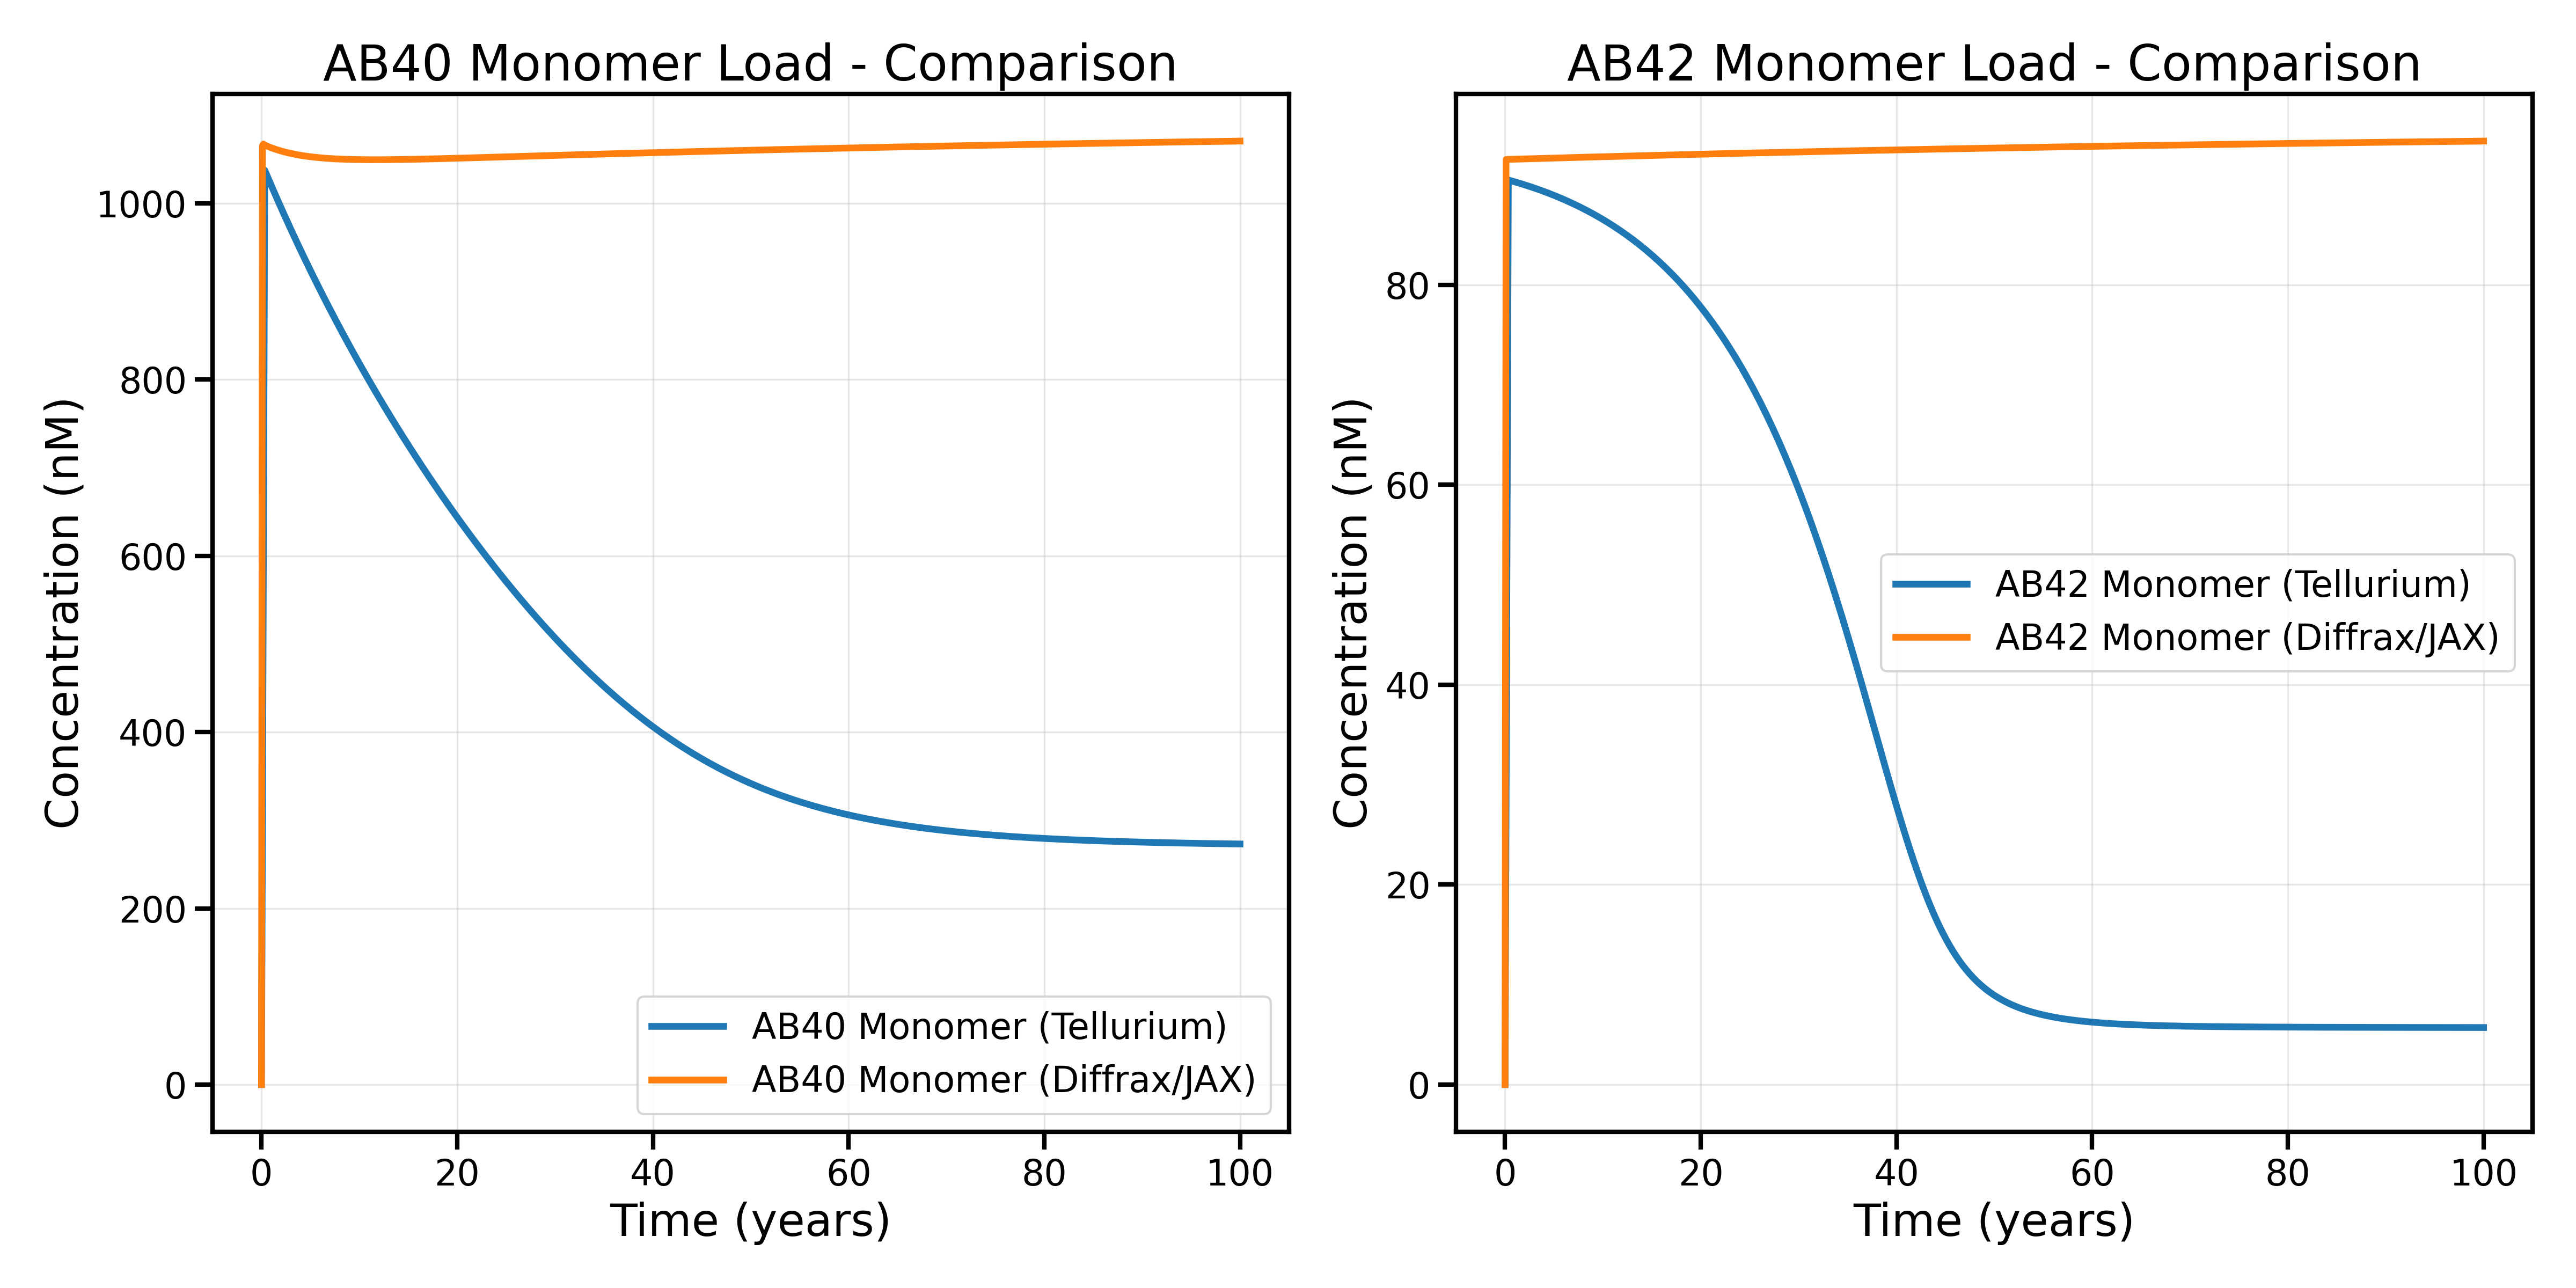 AB40 Monomer Load - Comparison
Concentration (nM)
1000
800
600
400
200
0
0 20 40 60 80 100
Time (years)
AB40 Monomer (Tellurium)
AB40 Monomer (Diffrax/JAX)
AB42 Monomer Load - Comparison
Concentration (nM)
80
60
40
20
0
0 20 40 60 80 100
Time (years)
AB42 Monomer (Tellurium)
AB42 Monomer (Diffrax/JAX)